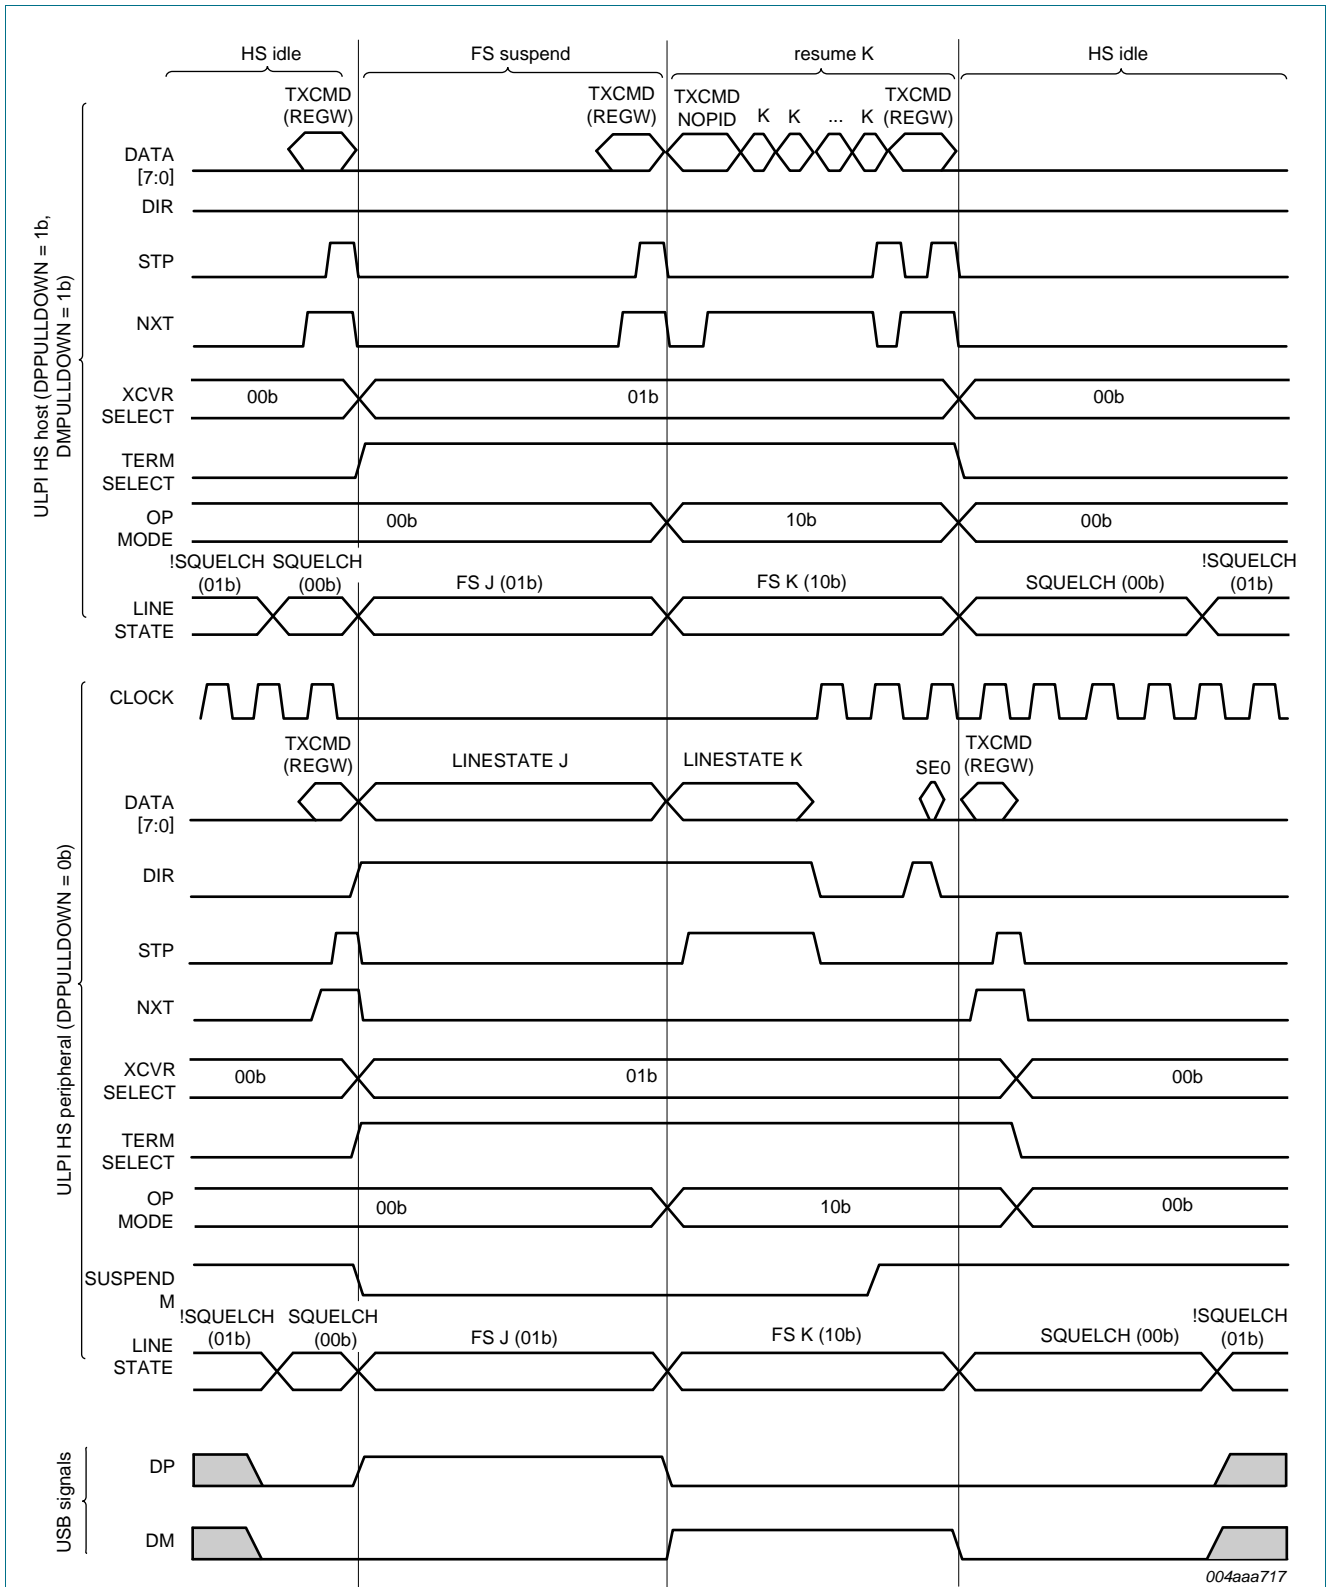 HS idle FS suspend resume K HS idle
TXCMD TXCMD TXCMD TXCMD
(REGW) (REGW) NOPID K K ... K (REGW)
DATA
[7:0]
DIR
STP
NXT
ULPI HS host (DPPULLDOWN = 1b,
DMPULLDOWN = 1b)
XCVR
SELECT
00b 01b 00b
TERM
SELECT
OP
MODE
00b 10b 00b
!SQUELCH SQUELCH !SQUELCH
(01b) (00b) FS J (01b) FS K (10b) SQUELCH (00b) (01b)
LINE
STATE
CLOCK
TXCMD TXCMD
(REGW) LINESTATE J LINESTATE K SE0 (REGW)
DATA
[7:0]
DIR
STP
NXT
ULPI HS peripheral (DPPULLDOWN = 0b)
XCVR
SELECT
00b 01b 00b
TERM
SELECT
OP
MODE
00b 10b 00b
SUSPEND
M
!SQUELCH SQUELCH !SQUELCH
(01b) (00b) FS J (01b) FS K (10b) SQUELCH (00b) (01b)
LINE
STATE
USB signals
DP
DM
004aaa717